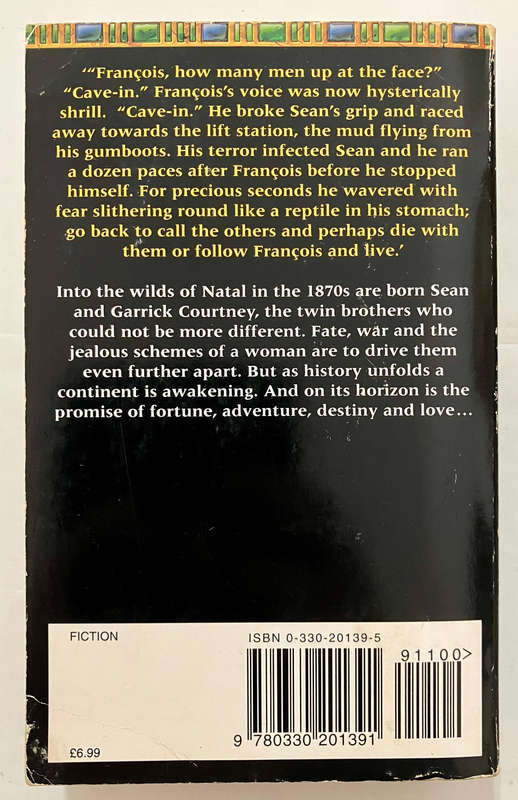 ‘“François, how many men up at the face?”
“Cave-in.” François’s voice was now hysterically
shrill. “Cave-in.” He broke Sean’s grip and raced
away towards the lift station, the mud flying from
his gumboots. His terror infected Sean and he ran
a dozen paces after François before he stopped
himself. For precious seconds he wavered with
fear slithering round like a reptile in his stomach;
go back to call the others and perhaps die with
them or follow François and live.’
Into the wilds of Natal in the 1870s are born Sean
and Garrick Courtney, the twin brothers who
could not be more different. Fate, war and the
jealous schemes of a woman are to drive them
even further apart. But as history unfolds a
continent is awakening. And on its horizon is the
promise of fortune, adventure, destiny and love…
FICTION
ISBN 0-330-20139-5
91100>
9 780330 201391
£6.99